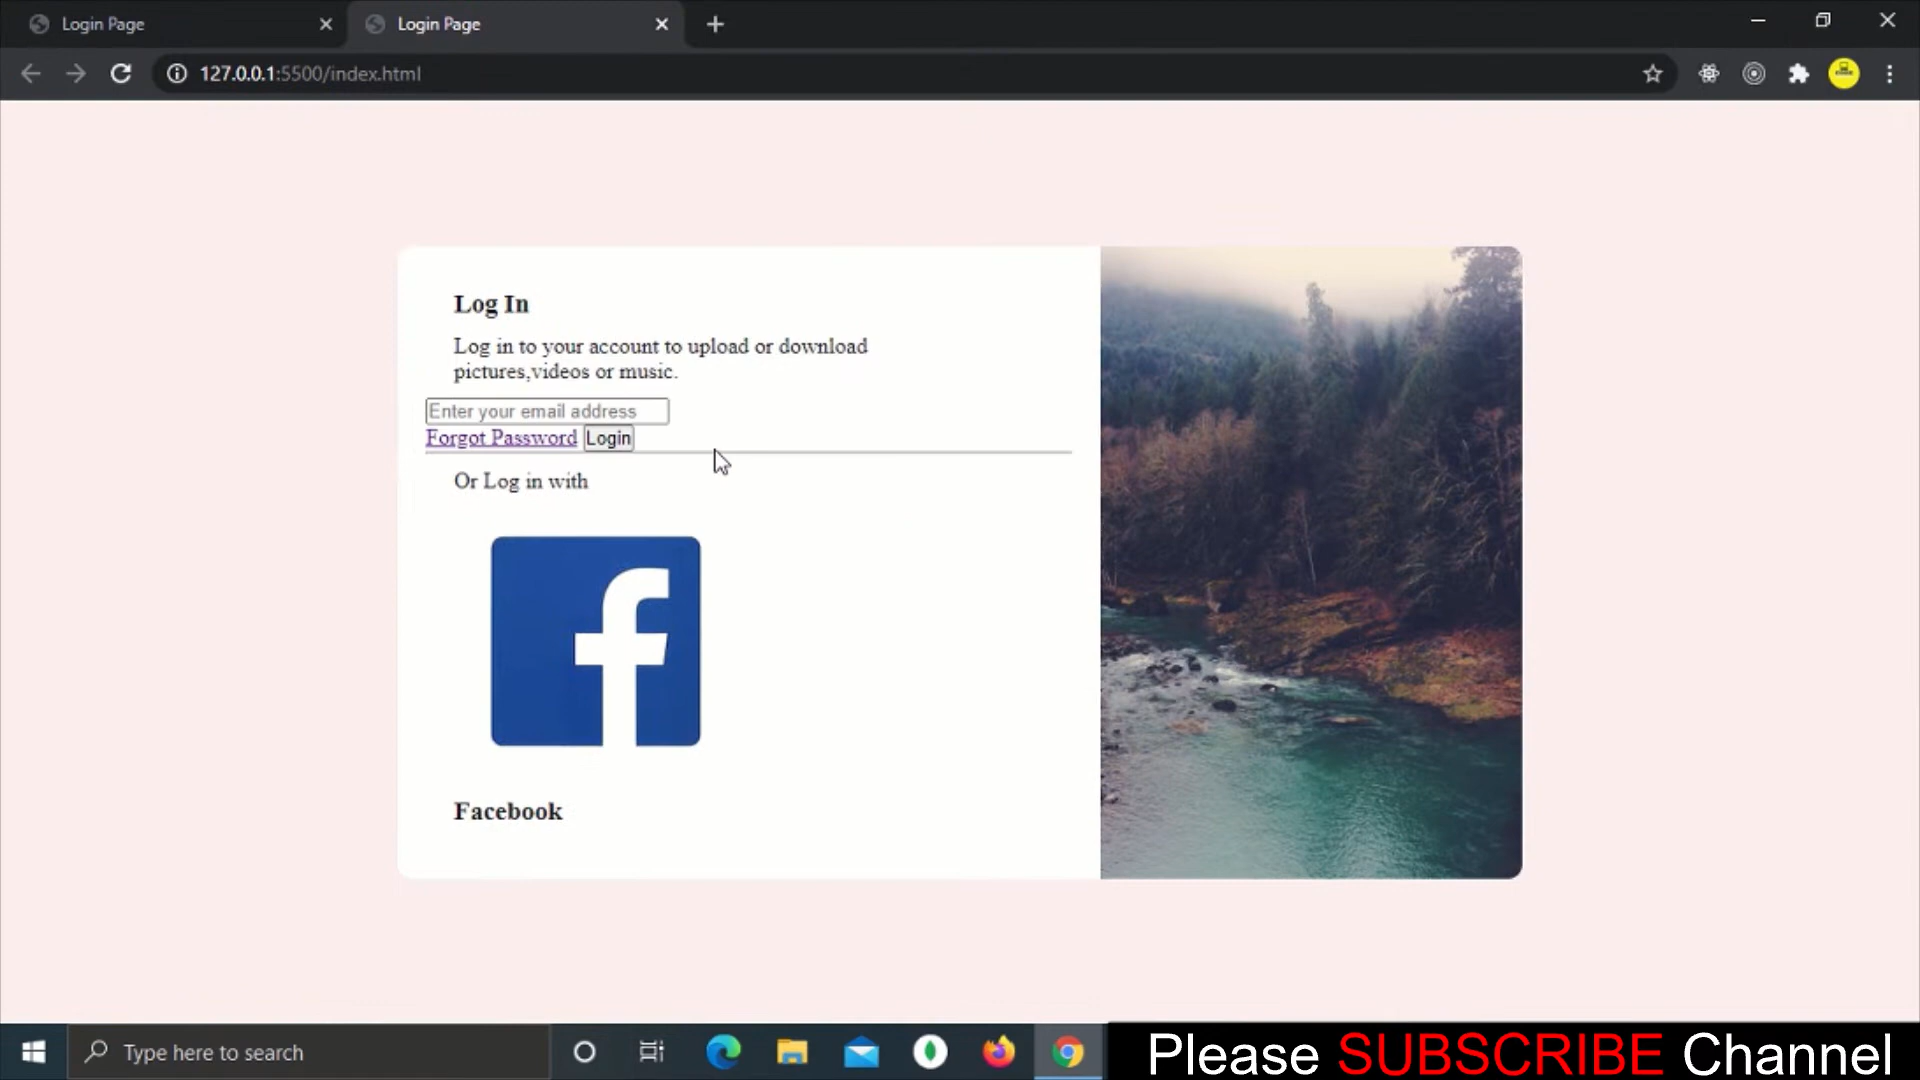 Login Page
Login Page
127.0.0.1:5500/index.html
Log In
Log in to your account to upload or download
pictures,videos or music.
Enter your email address
Forgot Password Login
Or Log in with
f
Facebook
Type here to search
Please SUBSCRIBE Channel